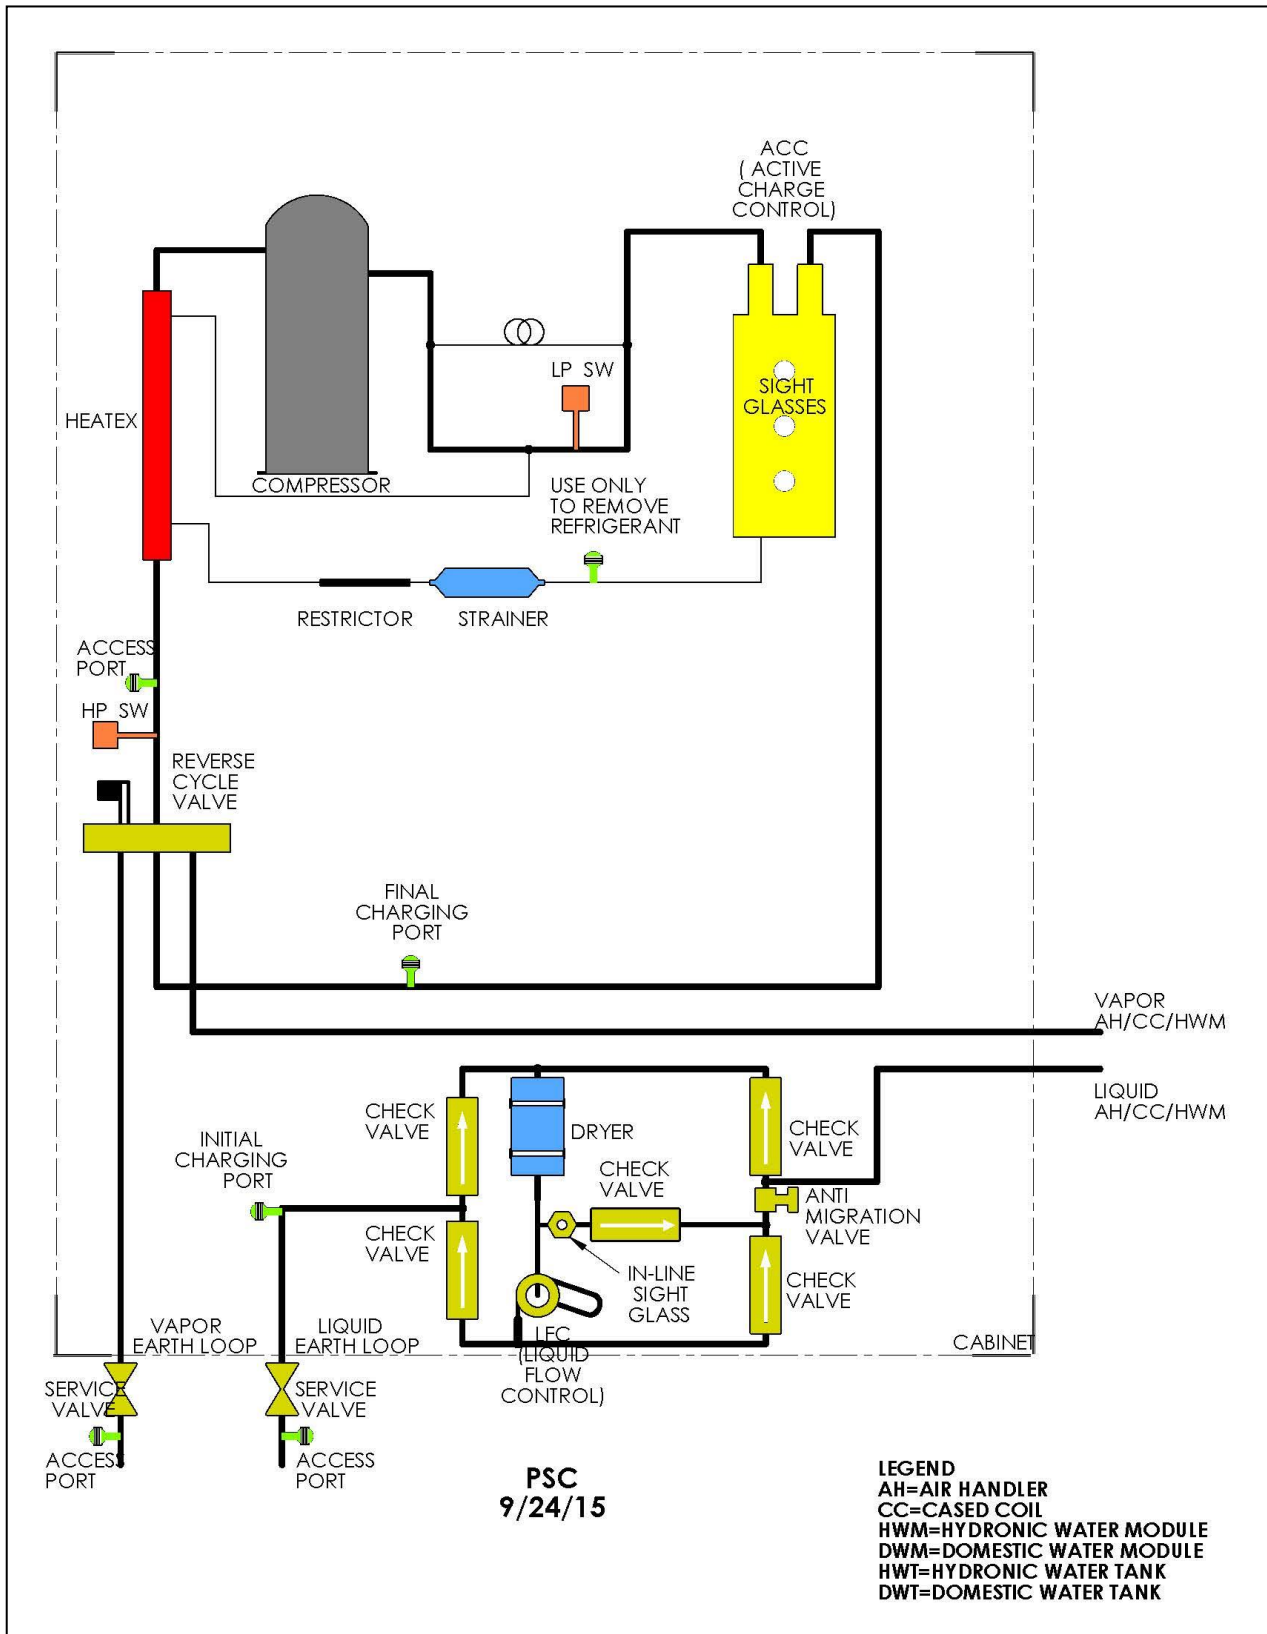 ACC
( ACTIVE
CHARGE
CONTROL)
LP SW
SIGHT
GLASSES
HEATEX
COMPRESSOR
USE ONLY
TO REMOVE
REFRIGERANT
RESTRICTOR
STRAINER
ACCESS
PORT
HP SW
REVERSE
CYCLE
VALVE
FINAL
CHARGING
PORT
VAPOR
AH/CC/HWM
LIQUID
AH/CC/HWM
CHECK
VALVE
DRYER
CHECK
VALVE
INITIAL
CHARGING
PORT
CHECK
VALVE
ANTI
MIGRATION
VALVE
CHECK
VALVE
IN-LINE
SIGHT
GLASS
CHECK
VALVE
VAPOR
EARTH LOOP
LIQUID
EARTH LOOP
LFC
(LIQUID
FLOW
CONTROL)
CABINET
SERVICE
VALVE
SERVICE
VALVE
ACCESS
PORT
ACCESS
PORT
PSC
9/24/15
LEGEND
AH=AIR HANDLER
CC=CASED COIL
HWM=HYDRONIC WATER MODULE
DWM=DOMESTIC WATER MODULE
HWT=HYDRONIC WATER TANK
DWT=DOMESTIC WATER TANK